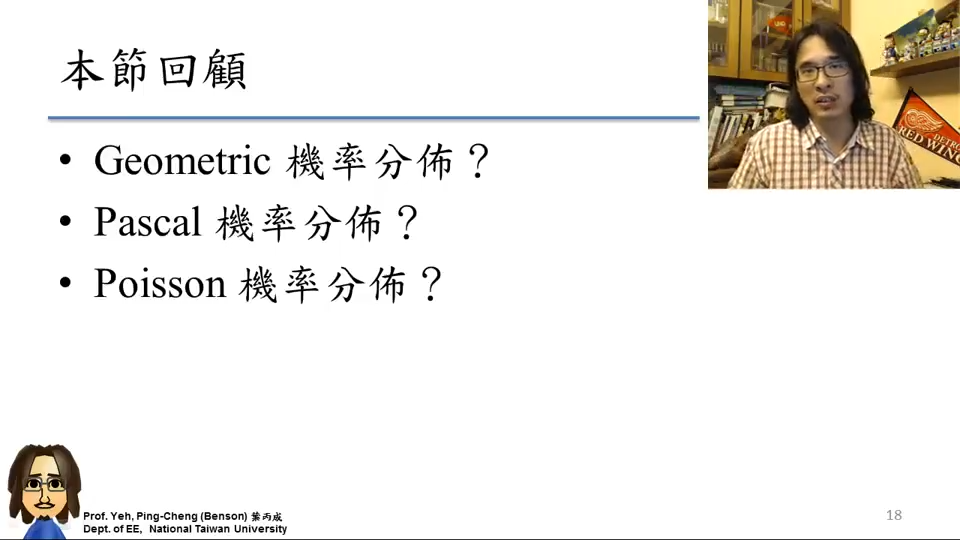 本節回顧
• Geometric 機率分佈？
• Pascal 機率分佈？
• Poisson 機率分佈？
DETROIT
RED WING
Prof. Yeh, Ping-Cheng (Benson) 葉丙成
Dept. of EE, National Taiwan University
18